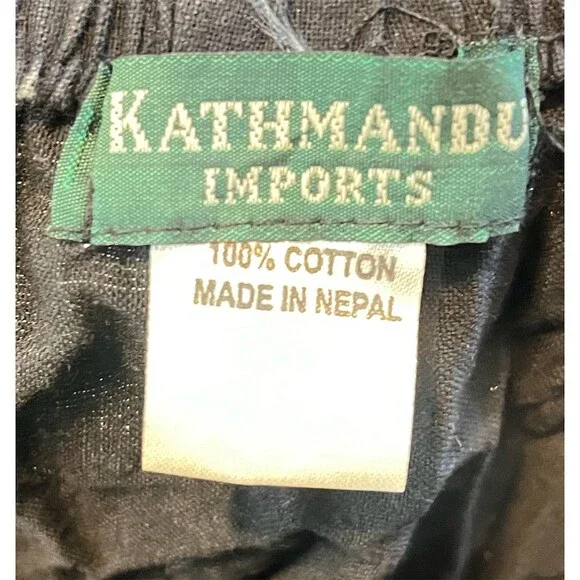 KATHMANDU
IMPORTS
100% COTTON
MADE IN NEPAL